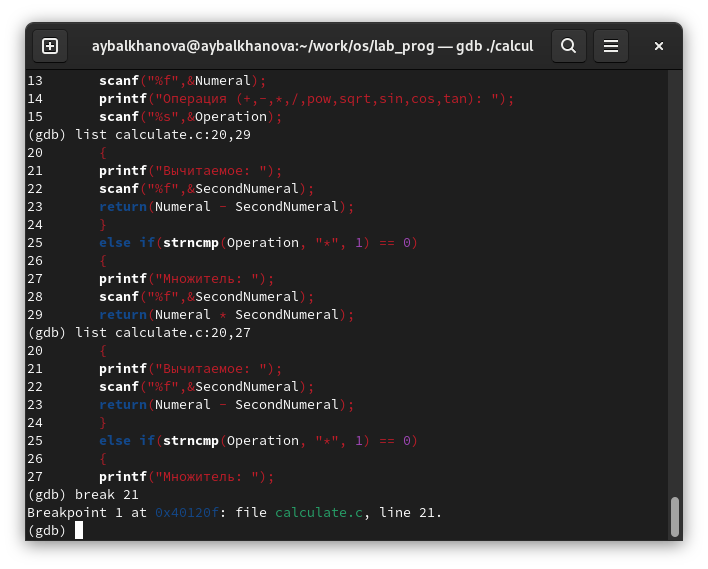 aybalkhanova@aybalkhanova:~/work/os/lab_prog — gdb ./calcul
13       scanf("%f",&Numeral);
14       printf("Операция (+,-,*,/,pow,sqrt,sin,cos,tan): ");
15       scanf("%s",&Operation);
(gdb) list calculate.c:20,29
20       {
21       printf("Вычитаемое: ");
22       scanf("%f",&SecondNumeral);
23       return(Numeral - SecondNumeral);
24       }
25       else if(strncmp(Operation, "*", 1) == 0)
26       {
27       printf("Множитель: ");
28       scanf("%f",&SecondNumeral);
29       return(Numeral * SecondNumeral);
(gdb) list calculate.c:20,27
20       {
21       printf("Вычитаемое: ");
22       scanf("%f",&SecondNumeral);
23       return(Numeral - SecondNumeral);
24       }
25       else if(strncmp(Operation, "*", 1) == 0)
26       {
27       printf("Множитель: ");
(gdb) break 21
Breakpoint 1 at 0x40120f: file calculate.c, line 21.
(gdb)